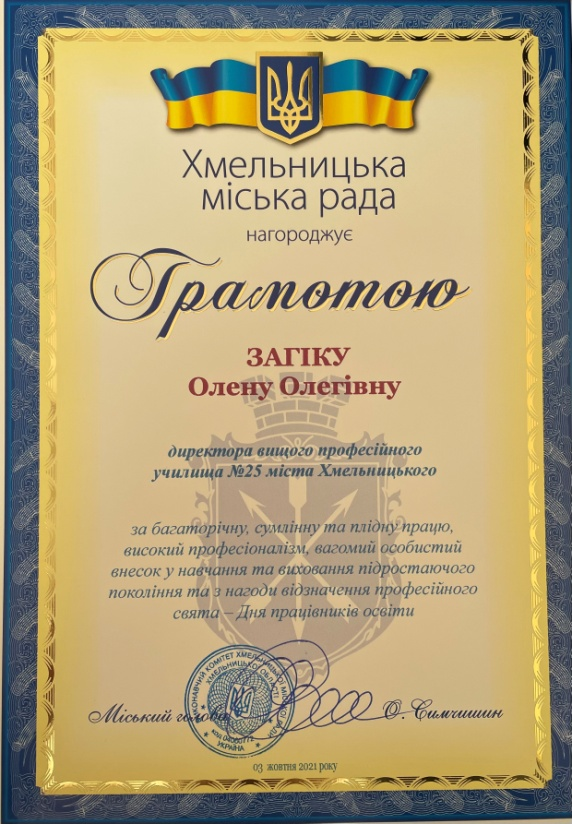 Хмельницька
міська рада
нагороджує
Грамотою
ЗАГІКУ
Олену Олегівну
директора вищого професійного
училища №25 міста Хмельницького
за багаторічну, сумлінну та плідну працю,
високий професіоналізм, вагомий особистий
внесок у навчання та виховання підростаючого
покоління та з нагоди відзначення професійного
свята – Дня працівників освіти
Міський голова
О. Симчишин
ВИКОНАВЧИЙ КОМІТЕТ ХМЕЛЬНИЦЬКОЇ МІСЬКОЇ РАДИ
ХМЕЛЬНИЦЬКОЇ ОБЛАСТІ
УКРАЇНА
03 жовтня 2021 року